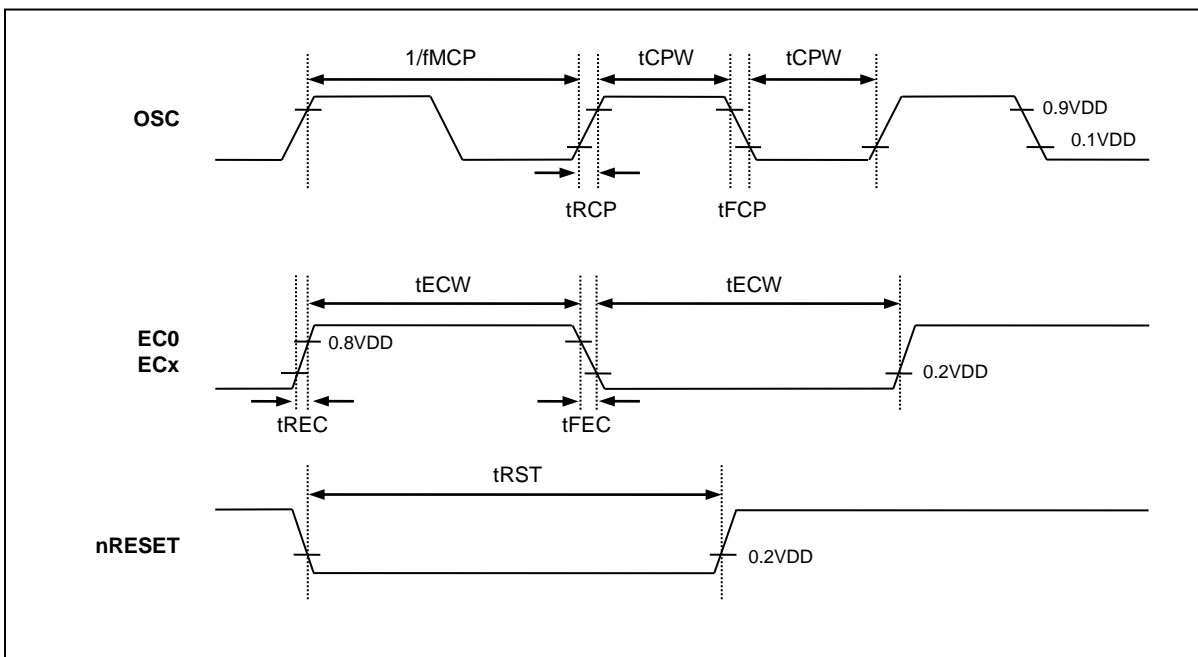 1/fMCP
tCPW
tCPW
OSC
0.9VDD
0.1VDD
tRCP
tFCP
tECW
tECW
EC0
ECx
0.8VDD
0.2VDD
tREC
tFEC
tRST
nRESET
0.2VDD